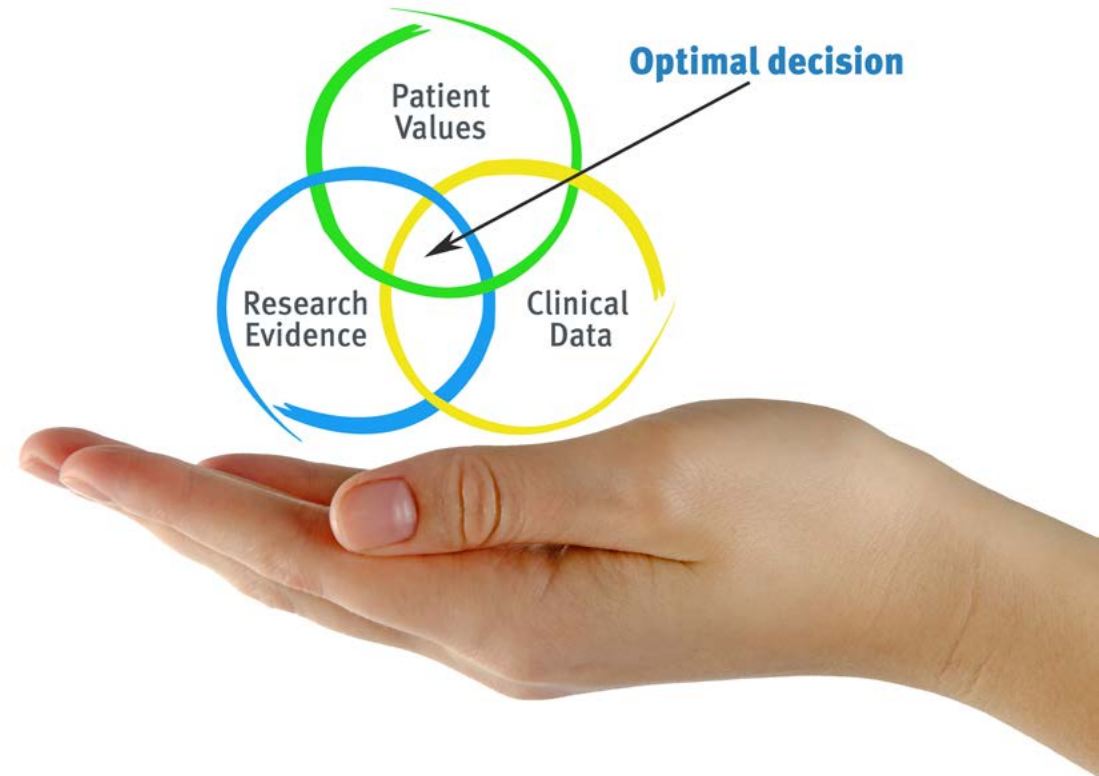 Optimal decision
Patient
Values
Research
Evidence
Clinical
Data